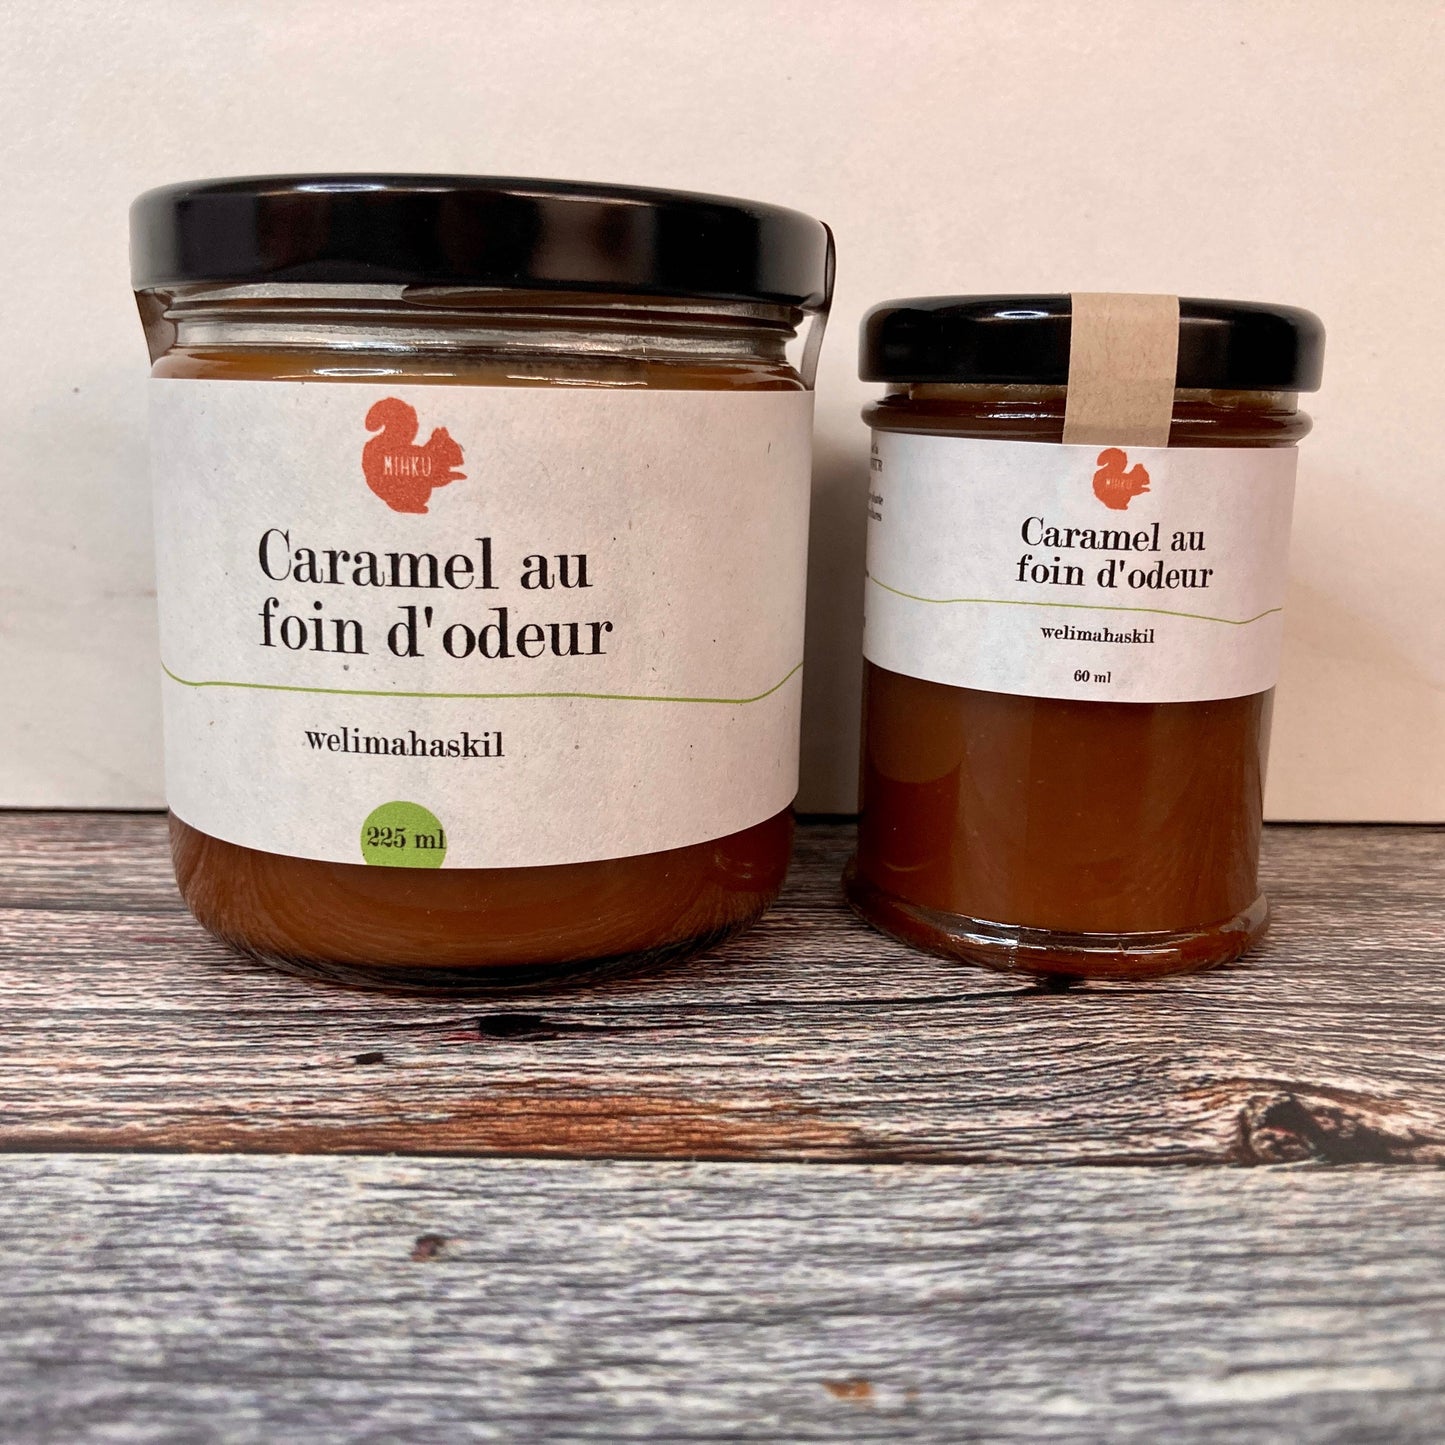 MIHKU
Caramel au
foin d'odeur
welimahaskil
225 ml
MIHKU
Caramel au
foin d'odeur
welimahaskil
60 ml